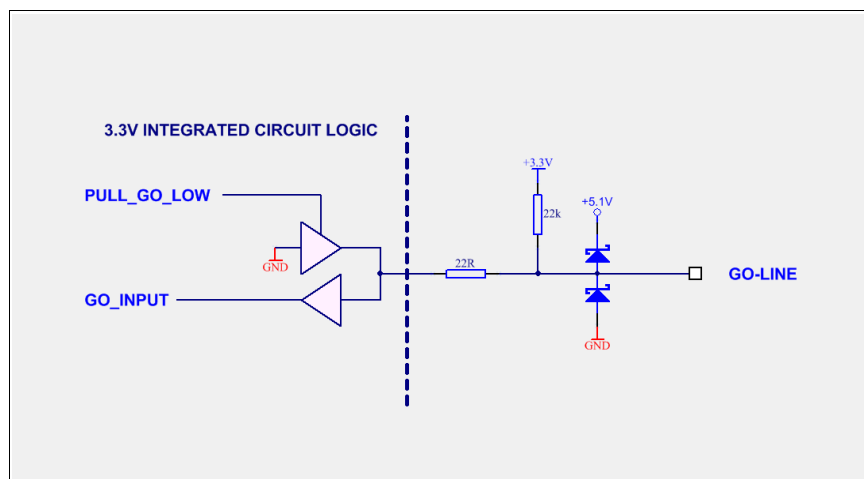 3.3V INTEGRATED CIRCUIT LOGIC
+3.3V
PULL_GO_LOW
22k
+5.1V
GND
22R
GO-LINE
GO_INPUT
GND